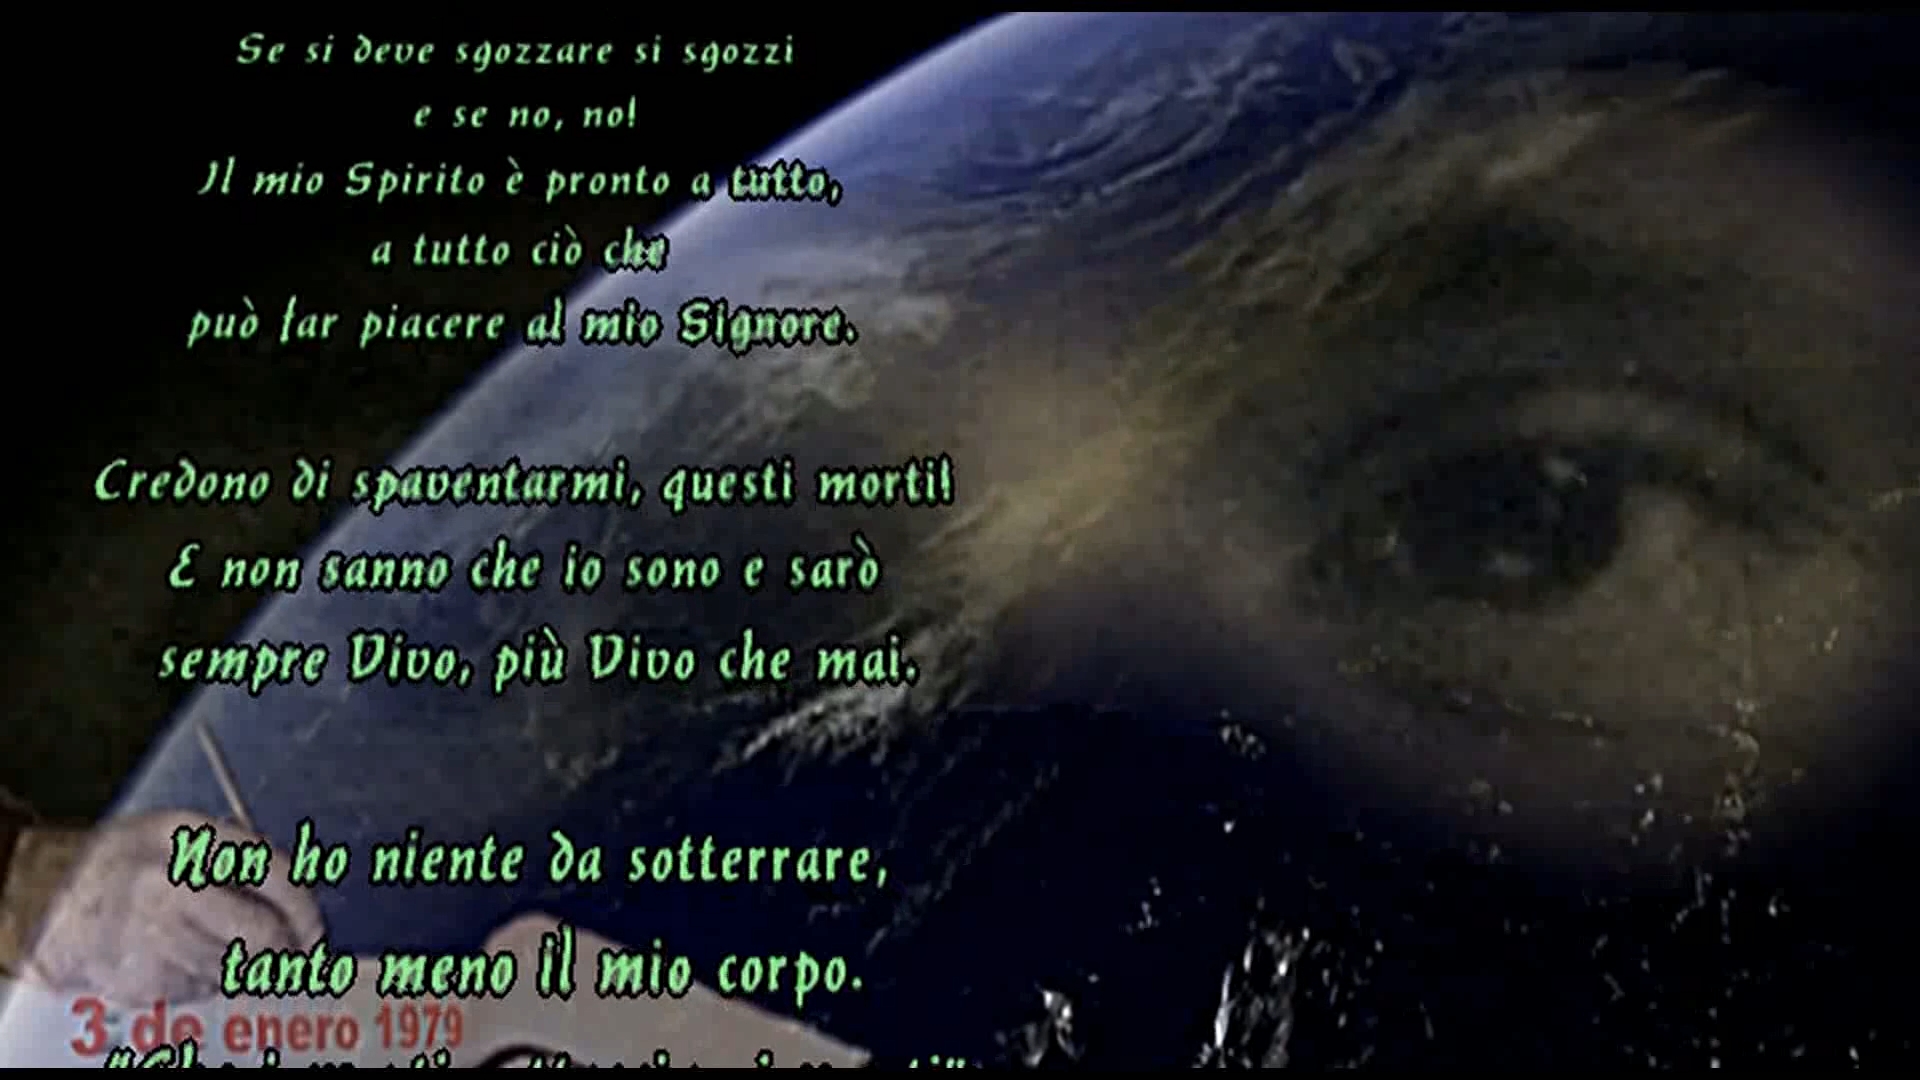 Se si deve sgozzare si sgozzi
e se no, no!
Il mio Spirito è pronto a tutto,
a tutto ciò che
può far piacere al mio Signore.
Credono di spaventarmi, questi morti!
E non sanno che io sono e sarò
sempre Vivo, più Vivo che mai.
Non ho niente da sotterrare,
tanto meno il mio corpo.
3 de enero 1979